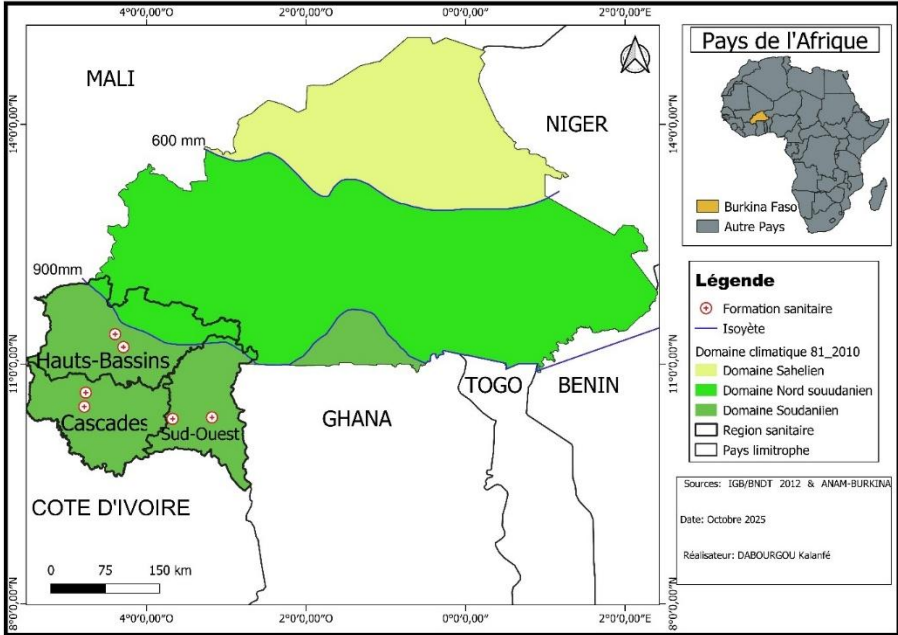 4°0'0,00"O
2°0'0,00"O
0°0'0,00"O
2°0'0,00"E
14°0'0,00"N
11°0'0,00"N
8°0'0,00"N
MALI
NIGER
600 mm
900mm
Hauts-Bassins
Cascades
Sud-Ouest
GHANA
TOGO
BENIN
COTE D'IVOIRE
0 75 150 km
4°0'0,00"O
2°0'0,00"O
0°0'0,00"O
2°0'0,00"E
14°0'0,00"N
11°0'0,00"N
8°0'0,00"N
Pays de l'Afrique
Burkina Faso
Autre Pays
Légende
Formation sanitaire
Isoyète
Domaine climatique 81_2010
Domaine Sahelien
Domaine Nord souudanien
Domaine Soudaniien
Region sanitaire
Pays limitrophe
Sources: IGB/BNDT 2012 & ANAM-BURKINA
Date: Octobre 2025
Réalisateur: DABOURGOU Kalanfé